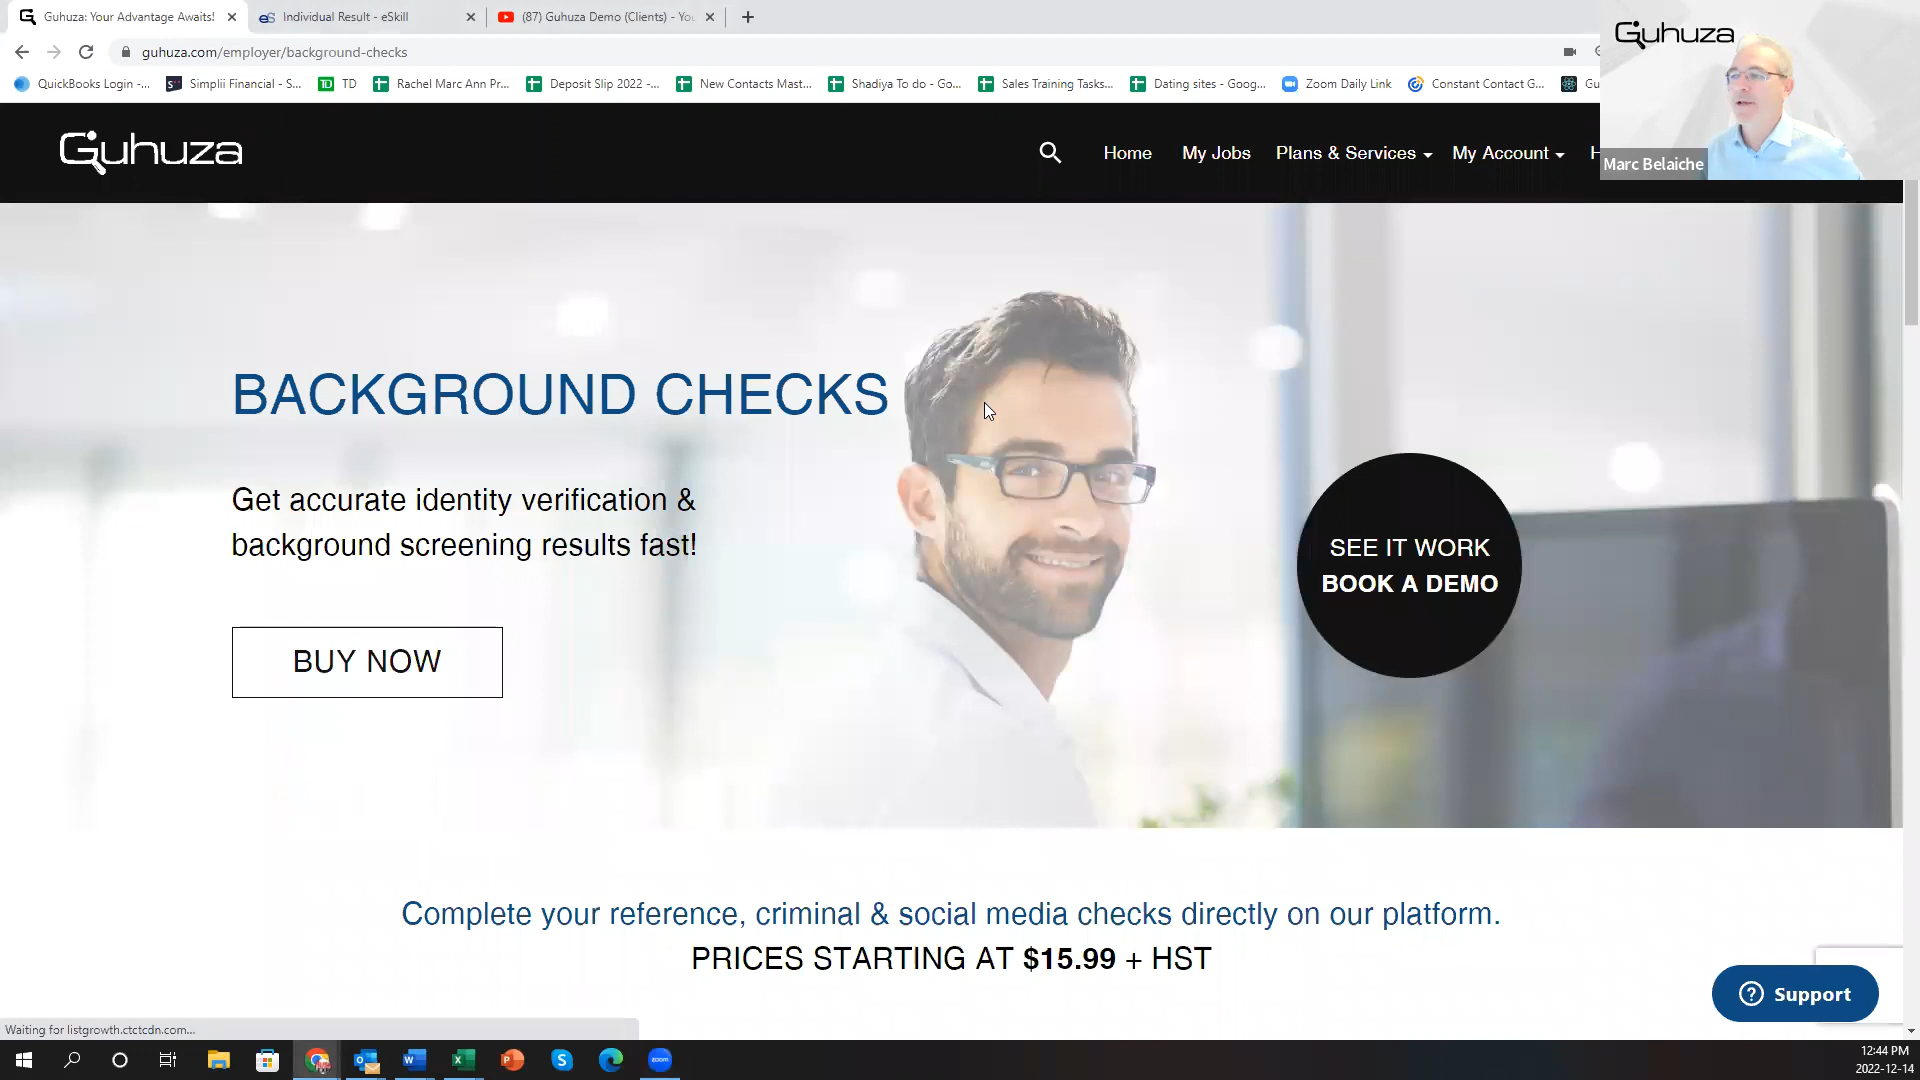 Guhuza: Your Advantage Awaits!
Individual Result - eSkill
(87) Guhuza Demo (Clients) - You
guhuza.com/employer/background-checks
QuickBooks Login -...
Simplii Financial - S...
TD
Rachel Marc Ann Pr...
Deposit Slip 2022 -...
New Contacts Mast...
Shadiya To do - Go...
Sales Training Tasks...
Dating sites - Goog...
Zoom Daily Link
Constant Contact G...
Gu
Guhuza
Marc Belaiche
Guhuza
Home
My Jobs
Plans & Services
My Account
H
BACKGROUND CHECKS
Get accurate identity verification &
background screening results fast!
BUY NOW
SEE IT WORK
BOOK A DEMO
Complete your reference, criminal & social media checks directly on our platform.
PRICES STARTING AT $15.99 + HST
Support
Waiting for listgrowth.ctctcdn.com...
12:44 PM
2022-12-14